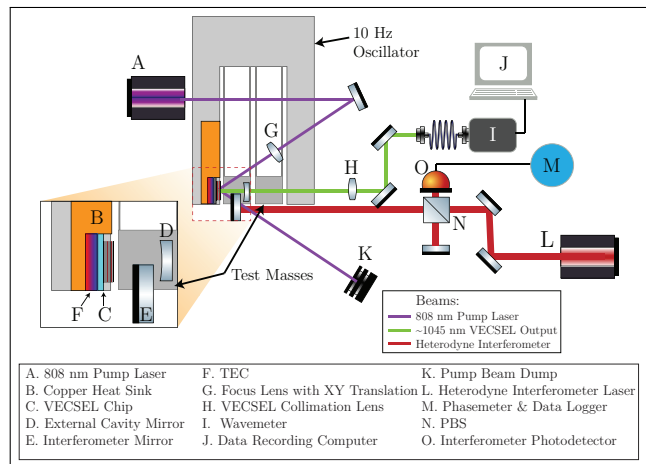 10 Hz
Oscillator
A
J
G
I
H
O
M
B
D
N
L
K
Test Masses
E
F
C
Beams:
808 nm Pump Laser
~1045 nm VECSEL Output
Heterodyne Interferometer
A. 808 nm Pump Laser
B. Copper Heat Sink
C. VECSEL Chip
D. External Cavity Mirror
E. Interferometer Mirror
F. TEC
G. Focus Lens with XY Translation
H. VECSEL Collimation Lens
I. Wavemeter
J. Data Recording Computer
K. Pump Beam Dump
L. Heterodyne Interferometer Laser
M. Phasemeter & Data Logger
N. PBS
O. Interferometer Photodetector